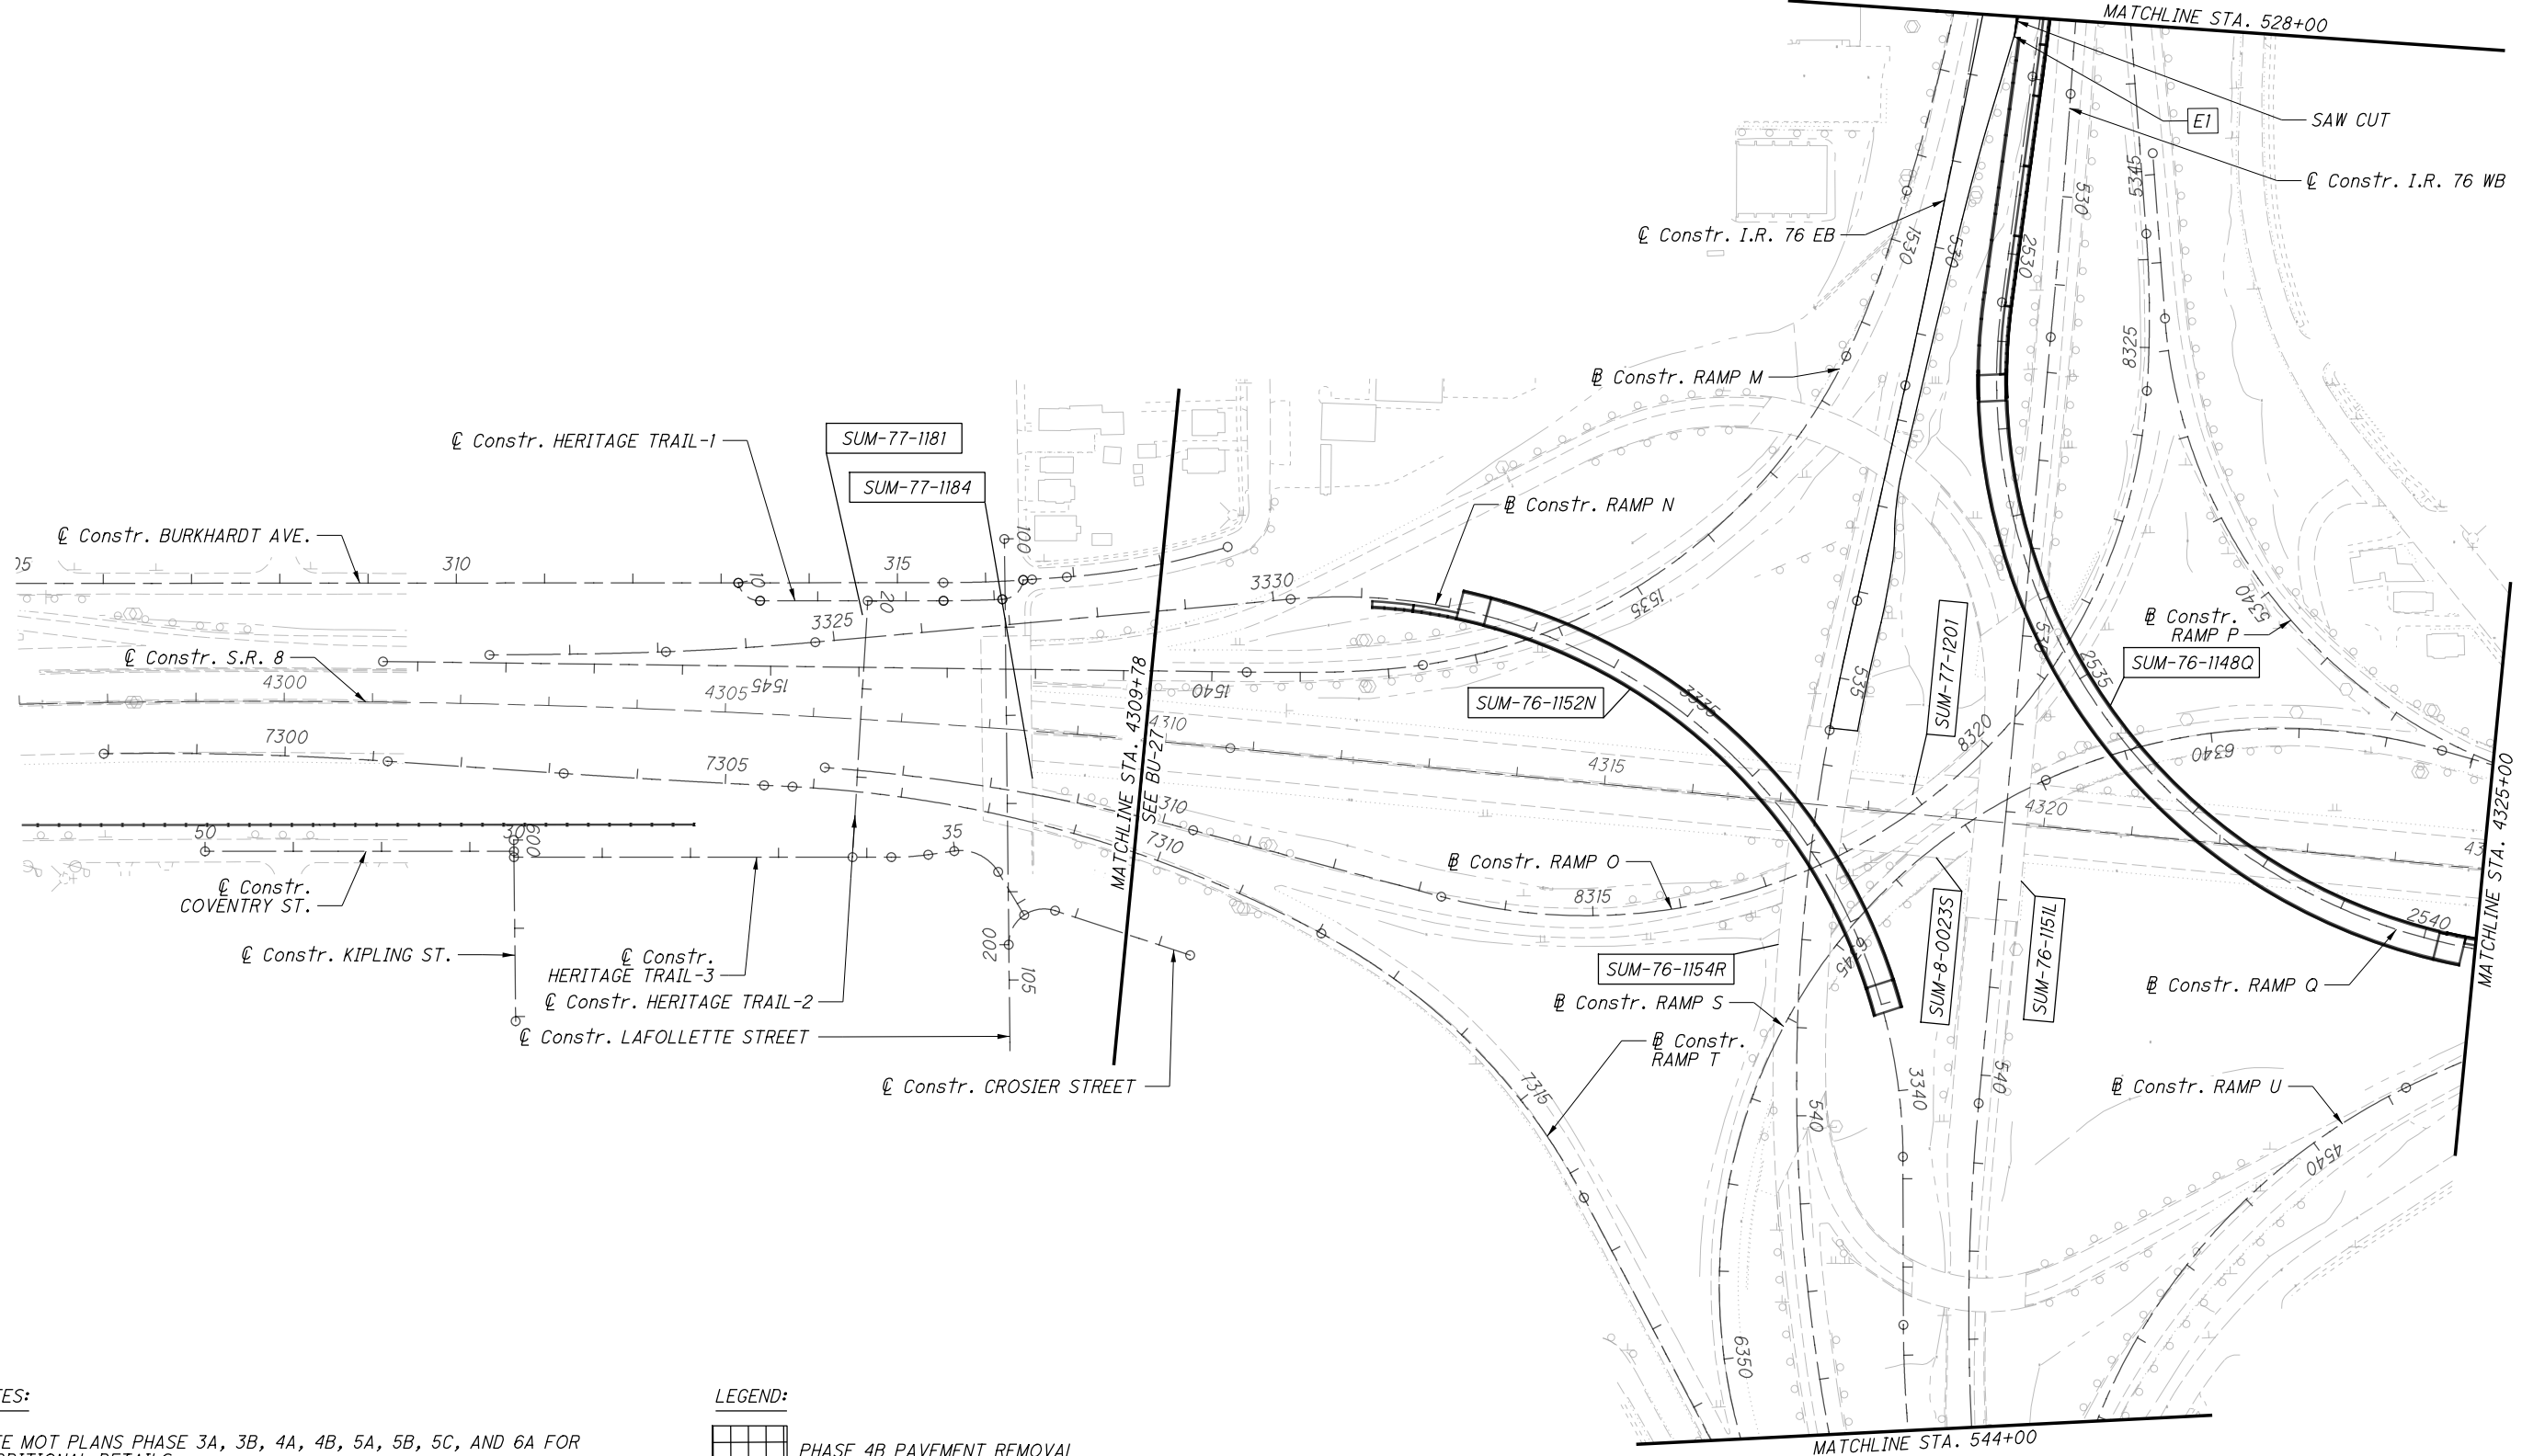 MATCHLINE STA. 528+00
SAW CUT
E1
℄ Constr. I.R. 76 WB
℄ Constr. I.R. 76 EB
5345
530
1530
530
2530
8325
B Constr. RAMP M
SUM-77-1181
℄ Constr. HERITAGE TRAIL-1
SUM-77-1184
B Constr. RAMP N
℄ Constr. BURKHARDT AVE.
05
310
315
100
10
20
3325
3330
1535
5340
B Constr.
RAMP P
SUM-77-1201
530
2535
SUM-76-1148Q
℄ Constr. S.R. 8
4300
4305
1545
1540
SUM-76-1152N
3335
535
MATCHLINE STA. 4309+78
SEE BU-27
4310
7300
7305
4315
8320
6340
4320
MATCHLINE STA. 4325+00
310
7310
50
30
600
35
B Constr. RAMP O
8315
℄ Constr.
COVENTRY ST.
℄ Constr. KIPLING ST.
℄ Constr.
HERITAGE TRAIL-3
℄ Constr. HERITAGE TRAIL-2
200
105
℄ Constr. LAFOLLETTE STREET
℄ Constr. CROSIER STREET
SUM-76-1154R
SUM-8-0023S
SUM-76-1151L
2540
B Constr. RAMP Q
B Constr. RAMP S
B Constr.
RAMP T
7315
540
3340
540
B Constr. RAMP U
4540
6350
MATCHLINE STA. 544+00
TES:
E MOT PLANS PHASE 3A, 3B, 4A, 4B, 5A, 5B, 5C, AND 6A FOR
LEGEND:
PHASE 4B PAVEMENT REMOVAL